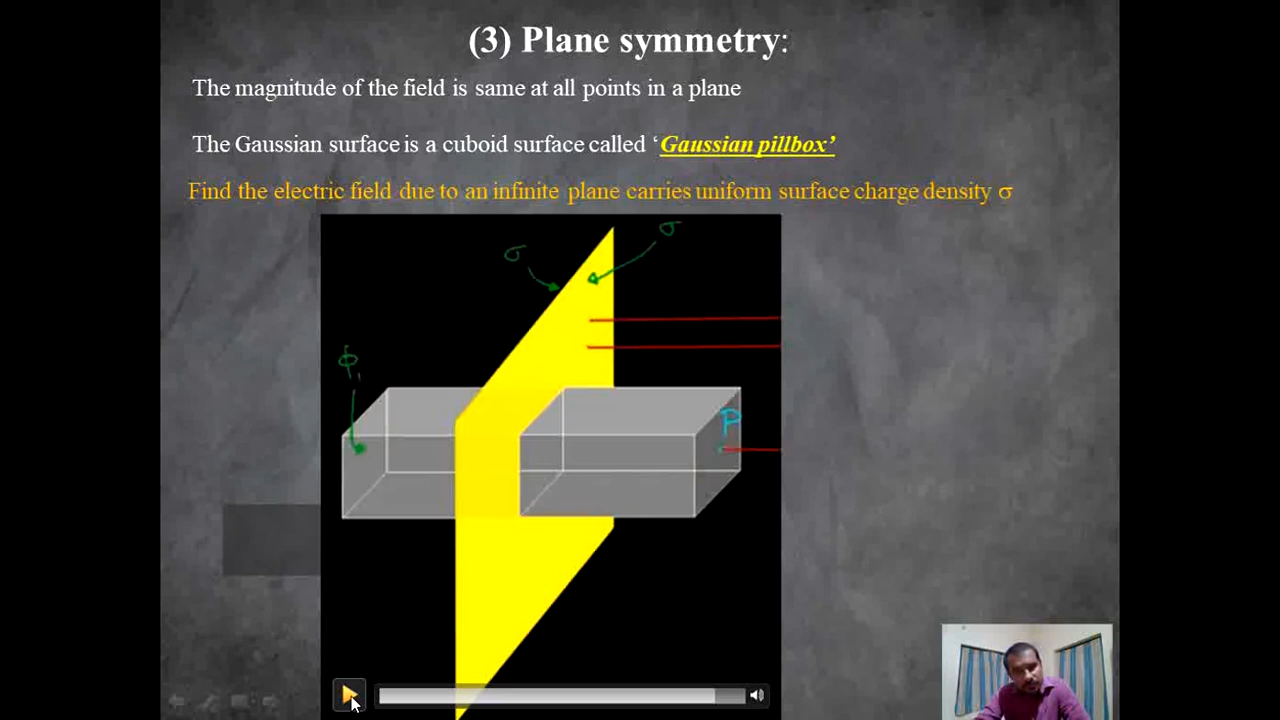 (3) Plane symmetry:
The magnitude of the field is same at all points in a plane
The Gaussian surface is a cuboid surface called ‘Gaussian pillbox’
Find the electric field due to an infinite plane carries uniform surface charge density σ
σ
σ
ϕ₁
P